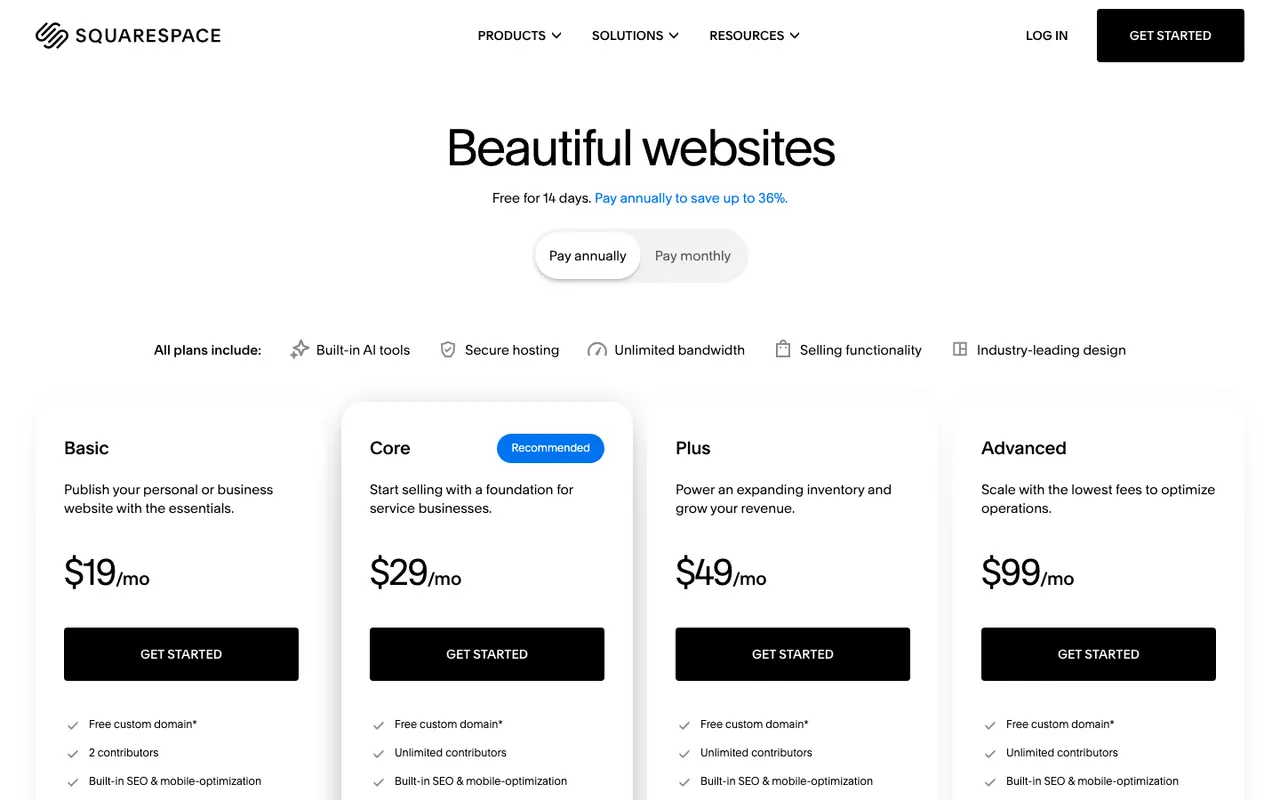 SQUARESPACE
PRODUCTS
SOLUTIONS
RESOURCES
LOG IN
GET STARTED
Beautiful websites
Free for 14 days. Pay annually to save up to 36%.
Pay annually
Pay monthly
All plans include:
Built-in AI tools
Secure hosting
Unlimited bandwidth
Selling functionality
Industry-leading design
Basic
Publish your personal or business
website with the essentials.
$19/mo
GET STARTED
Free custom domain*
2 contributors
Built-in SEO & mobile-optimization
Core
Recommended
Start selling with a foundation for
service businesses.
$29/mo
GET STARTED
Free custom domain*
Unlimited contributors
Built-in SEO & mobile-optimization
Plus
Power an expanding inventory and
grow your revenue.
$49/mo
GET STARTED
Free custom domain*
Unlimited contributors
Built-in SEO & mobile-optimization
Advanced
Scale with the lowest fees to optimize
operations.
$99/mo
GET STARTED
Free custom domain*
Unlimited contributors
Built-in SEO & mobile-optimization